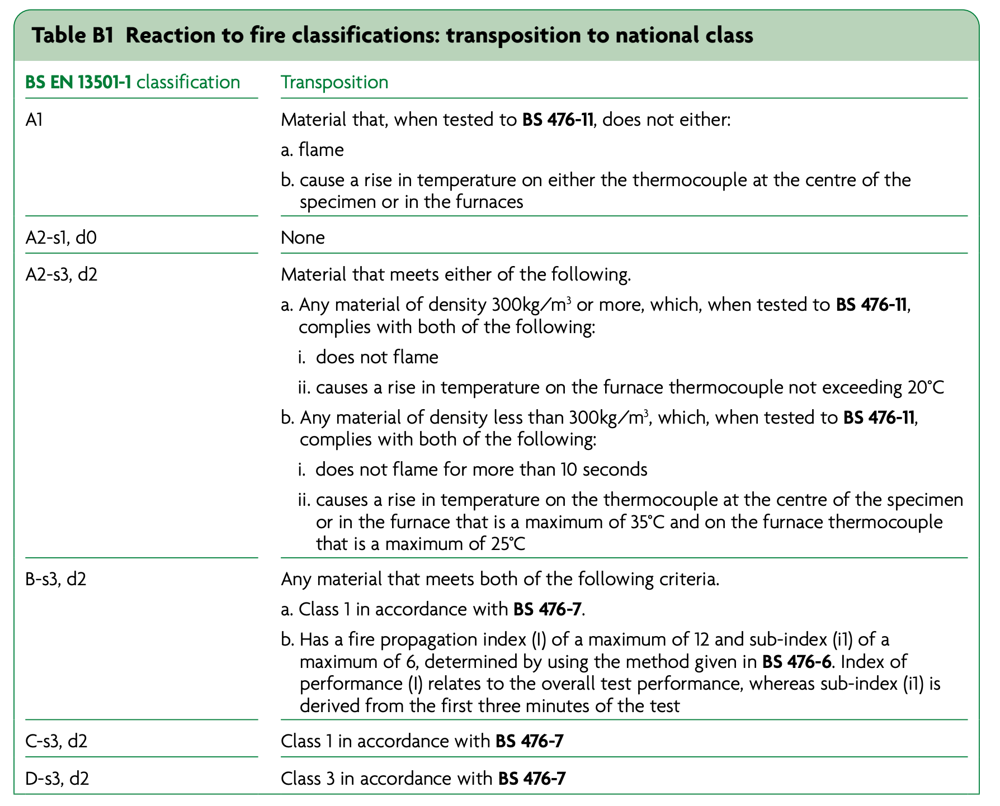 Table B1 Reaction to fire classifications: transposition to national class
BS EN 13501-1 classification
Transposition
A1
Material that, when tested to BS 476-11, does not either:
a. flame
b. cause a rise in temperature on either the thermocouple at the centre of the
specimen or in the furnaces
A2-s1, d0
None
A2-s3, d2
Material that meets either of the following.
a. Any material of density 300kg/m³ or more, which, when tested to BS 476-11,
complies with both of the following:
i. does not flame
ii. causes a rise in temperature on the furnace thermocouple not exceeding 20°C
b. Any material of density less than 300kg/m³, which, when tested to BS 476-11,
complies with both of the following:
i. does not flame for more than 10 seconds
ii. causes a rise in temperature on the thermocouple at the centre of the specimen
or in the furnace that is a maximum of 35°C and on the furnace thermocouple
that is a maximum of 25°C
B-s3, d2
Any material that meets both of the following criteria.
a. Class 1 in accordance with BS 476-7.
b. Has a fire propagation index (I) of a maximum of 12 and sub-index (i1) of a
maximum of 6, determined by using the method given in BS 476-6. Index of
performance (I) relates to the overall test performance, whereas sub-index (i1) is
derived from the first three minutes of the test
C-s3, d2
Class 1 in accordance with BS 476-7
D-s3, d2
Class 3 in accordance with BS 476-7